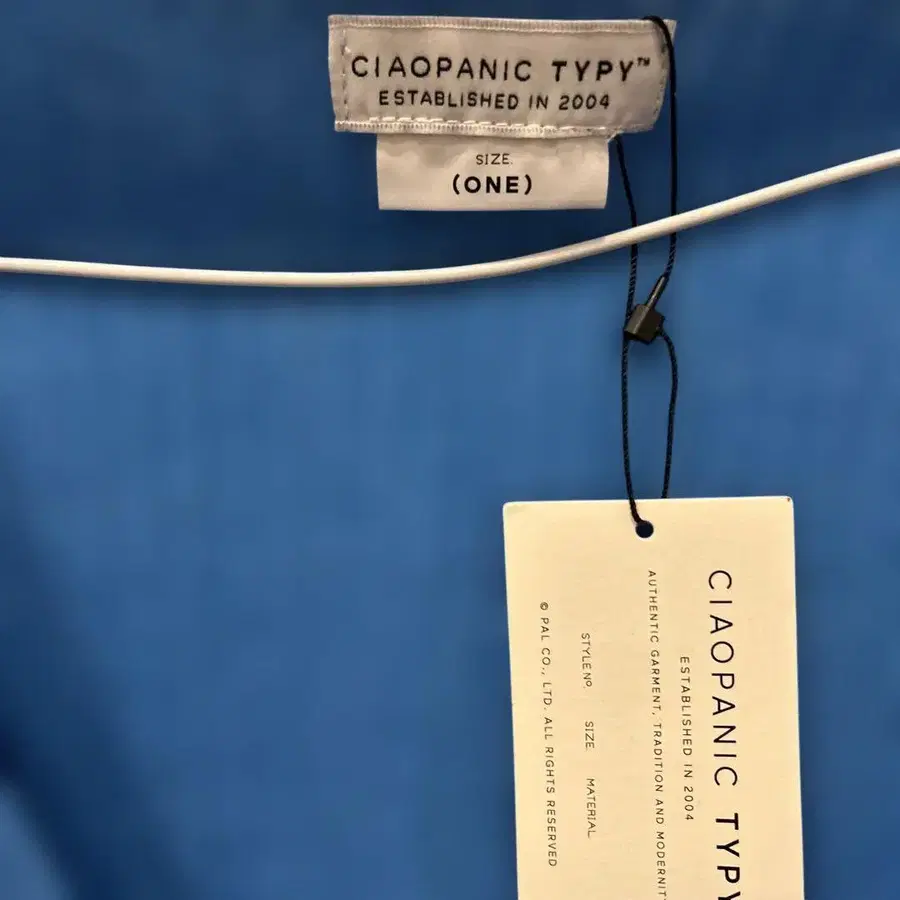 CIAOPANIC TYPY™
ESTABLISHED IN 2004
SIZE.
(ONE)
CIAOPANIC TYPY
ESTABLISHED IN 2004
AUTHENTIC GARMENT, TRADITION AND MODERNITY
STYLE Nº. SIZE. MATERIAL.
© PAL CO., LTD. ALL RIGHTS RESERVED